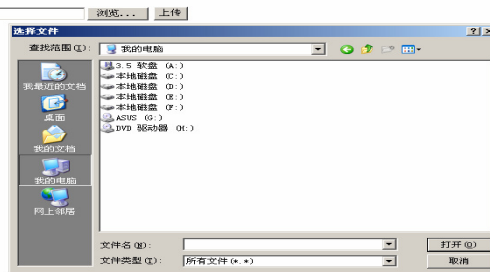 浏览... 上传
选择文件
查找范围(I): 我的电脑
3.5 软盘 (A:)
本地磁盘 (C:)
本地磁盘 (D:)
本地磁盘 (E:)
本地磁盘 (F:)
ASUS (G:)
DVD 驱动器 (H:)
我最近的文档
桌面
我的文档
我的电脑
网上邻居
文件名(N): 打开(O)
文件类型(T): 所有文件(*.*) 取消